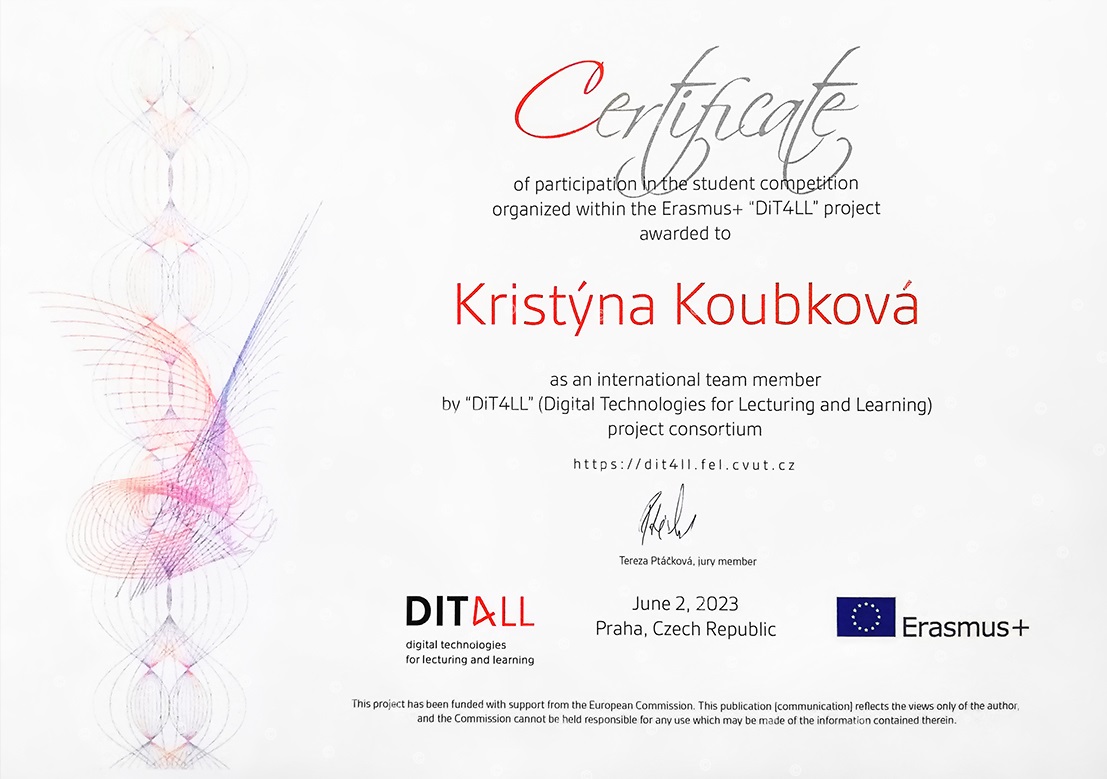 Certificate
of participation in the student competition
organized within the Erasmus+ “DiT4LL” project
awarded to
Kristýna Koubková
as an international team member
by “DiT4LL” (Digital Technologies for Lecturing and Learning)
project consortium
https://dit4ll.fel.cvut.cz
Tereza Ptáčková, jury member
DIT4LL
digital technologies
for lecturing and learning
June 2, 2023
Praha, Czech Republic
Erasmus+
This project has been funded with support from the European Commission. This publication [communication] reflects the views only of the author,
and the Commission cannot be held responsible for any use which may be made of the information contained therein.